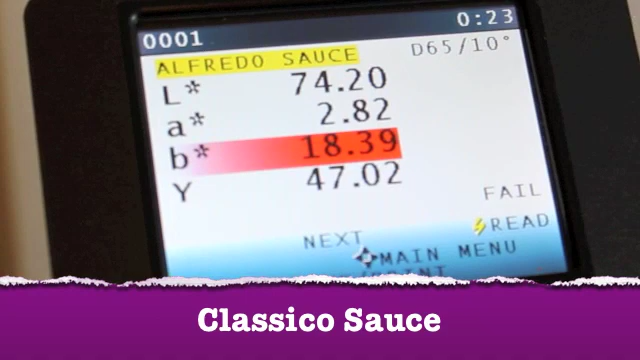 0001 0:23
ALFREDO SAUCE D65/10°
L* 74.20
a* 2.82
b* 18.39
Y 47.02
FAIL
READ
NEXT
MAIN MENU
Classico Sauce